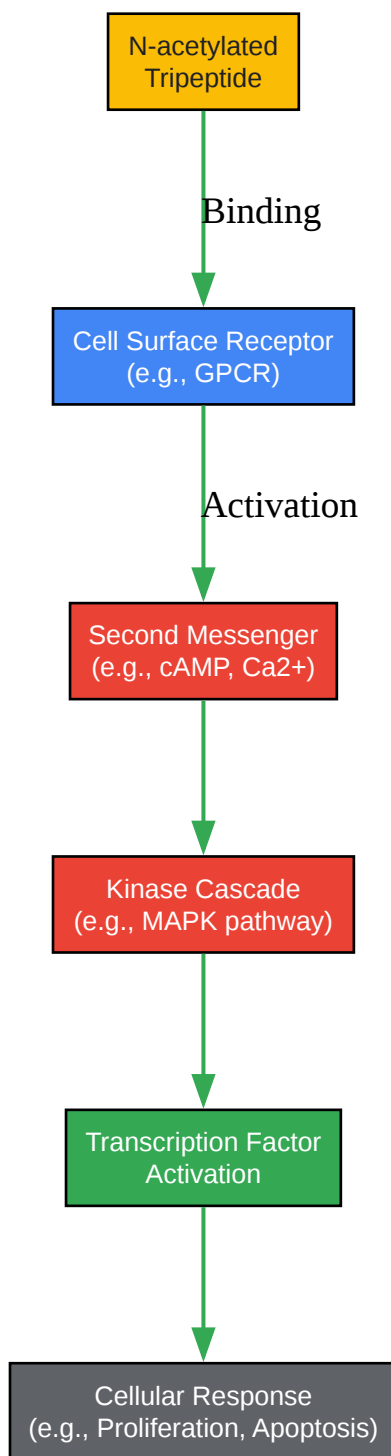 N-acetylated
Tripeptide
Binding
Cell Surface Receptor
(e.g., GPCR)
Activation
Second Messenger
(e.g., cAMP, Ca2+)
Kinase Cascade
(e.g., MAPK pathway)
Transcription Factor
Activation
Cellular Response
(e.g., Proliferation, Apoptosis)